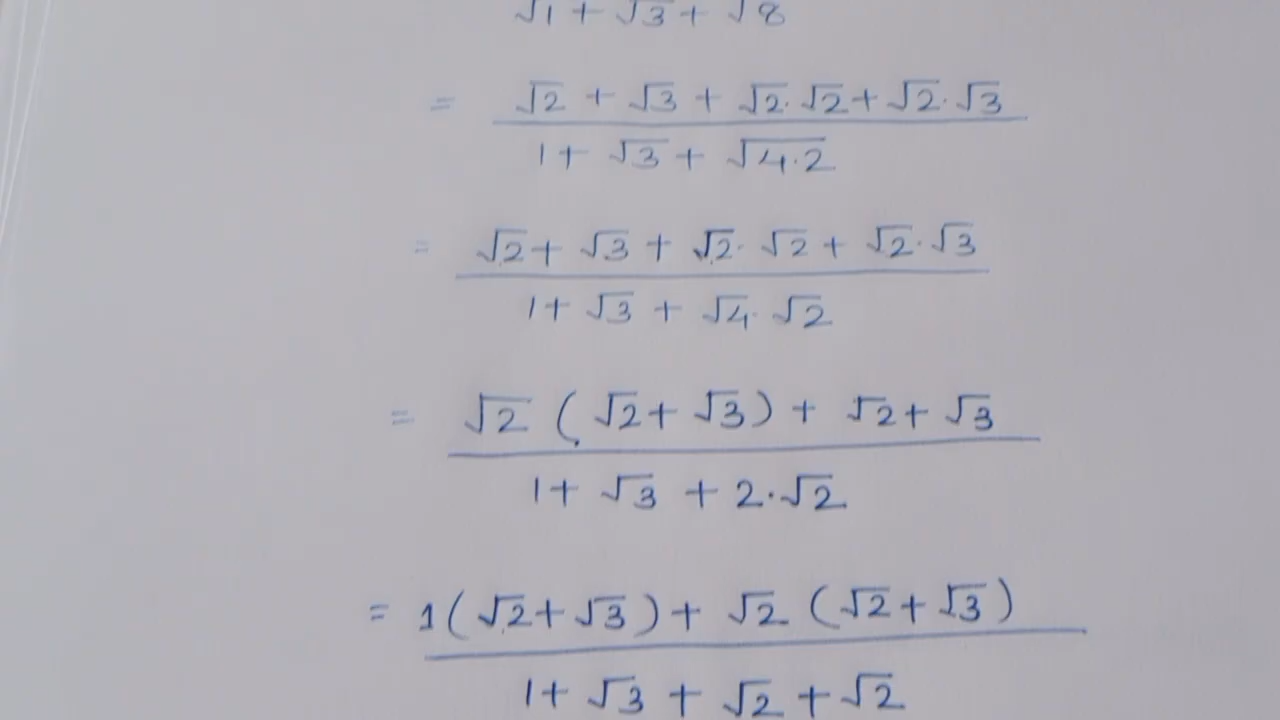 √1 + √3 + √8
= √2 + √3 + √2·√2 + √2·√3
1 + √3 + √4·2
= √2 + √3 + √2·√2 + √2·√3
1 + √3 + √4·√2
= √2 (√2 + √3) + √2 + √3
1 + √3 + 2·√2
= 1(√2 + √3) + √2 (√2 + √3)
1 + √3 + √2 + √2